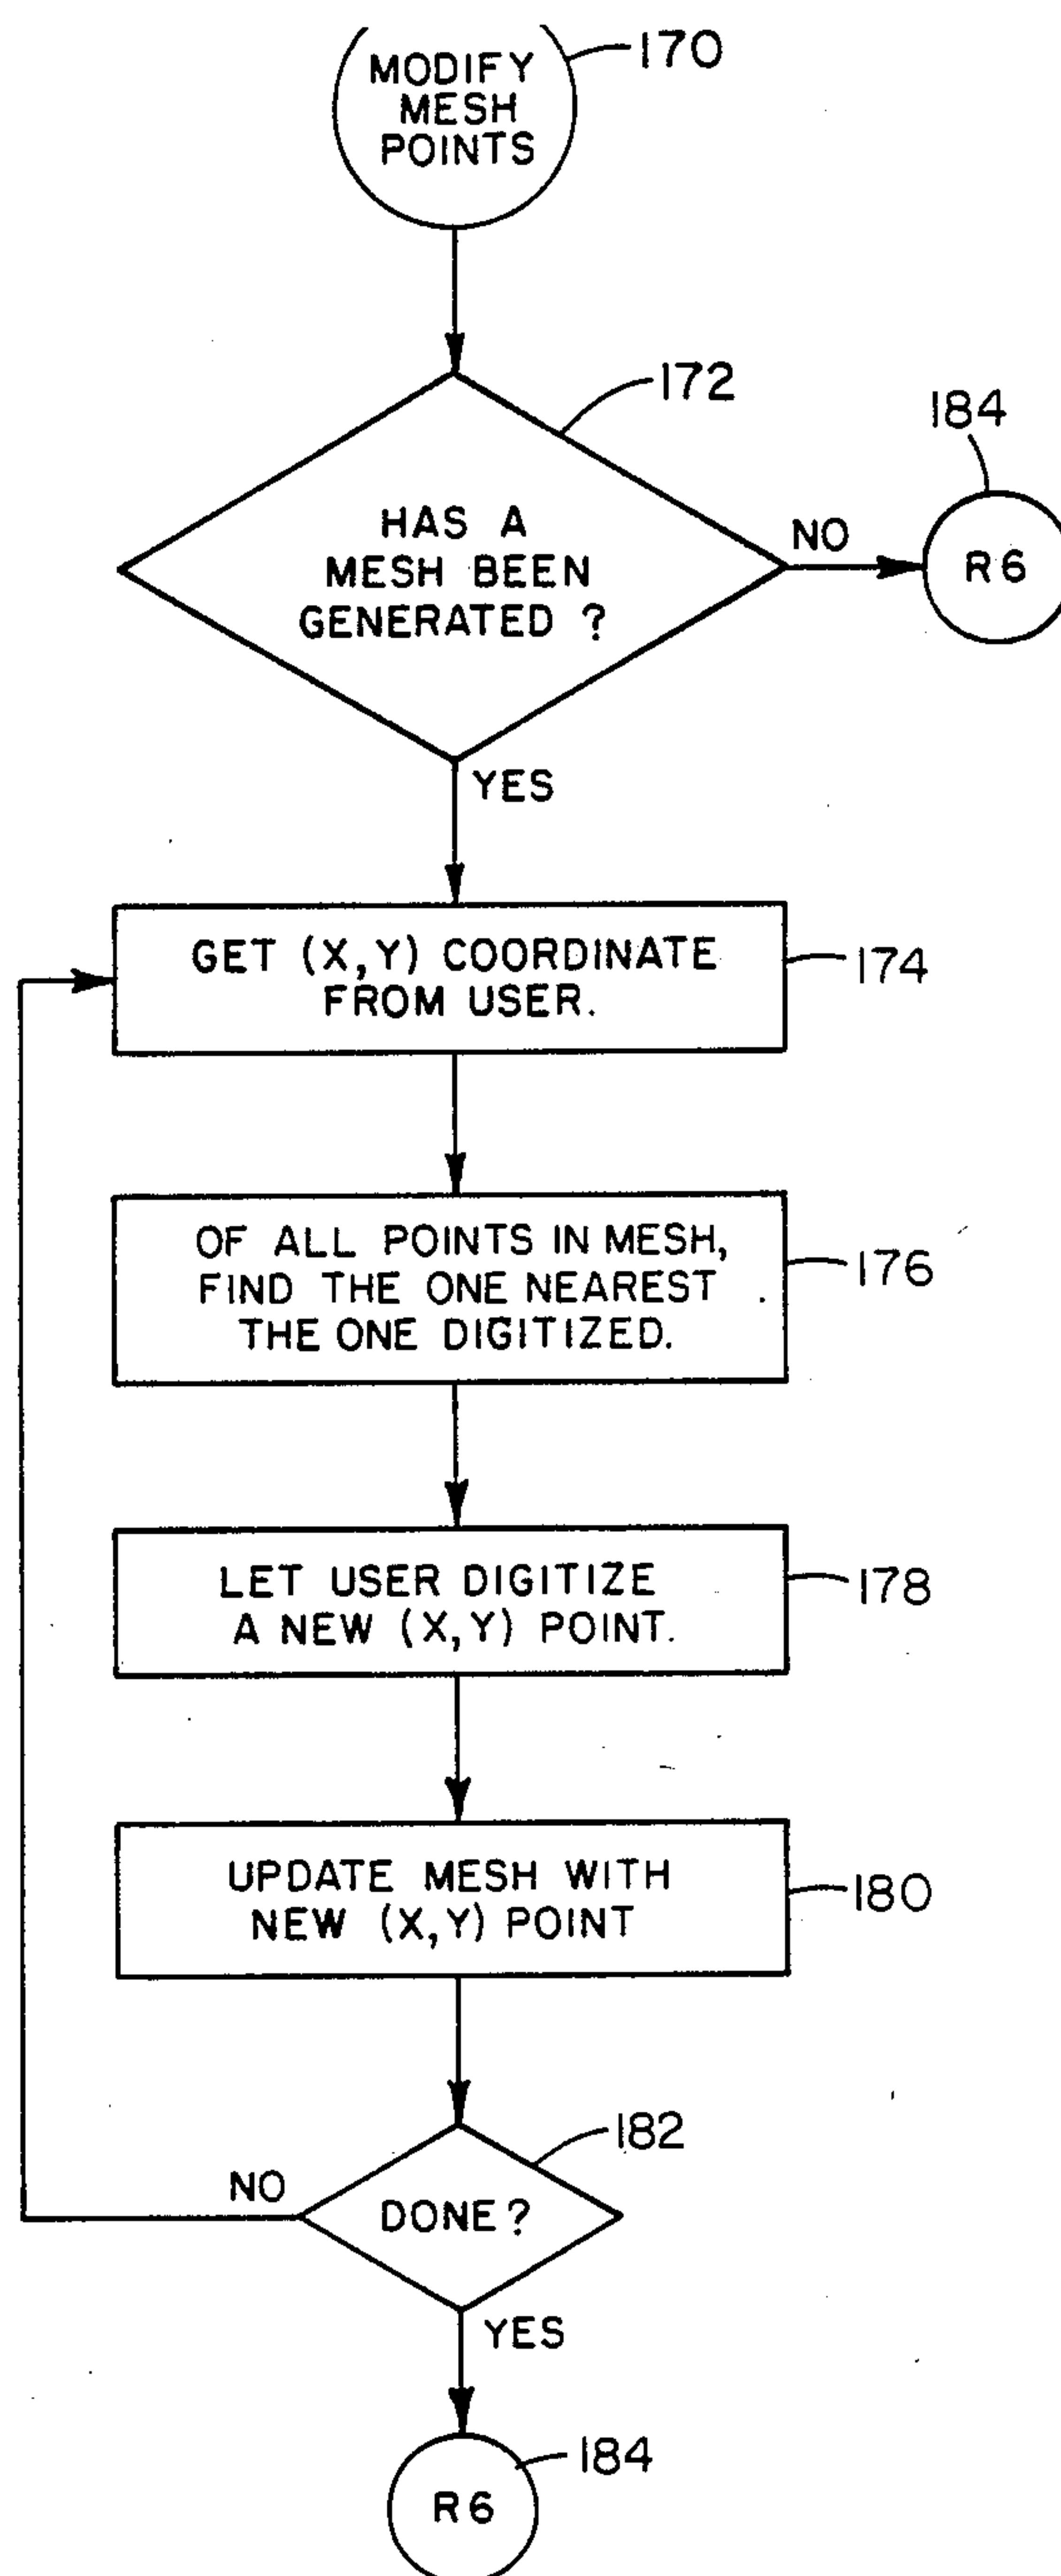 MODIFY
MESH
POINTS
170
172
HAS A
MESH BEEN
GENERATED ?
NO
184
R6
YES
GET (X,Y) COORDINATE
FROM USER.
174
OF ALL POINTS IN MESH,
FIND THE ONE NEAREST
THE ONE DIGITIZED.
176
LET USER DIGITIZE
A NEW (X,Y) POINT.
178
UPDATE MESH WITH
NEW (X,Y) POINT
180
182
DONE?
NO
YES
184
R6